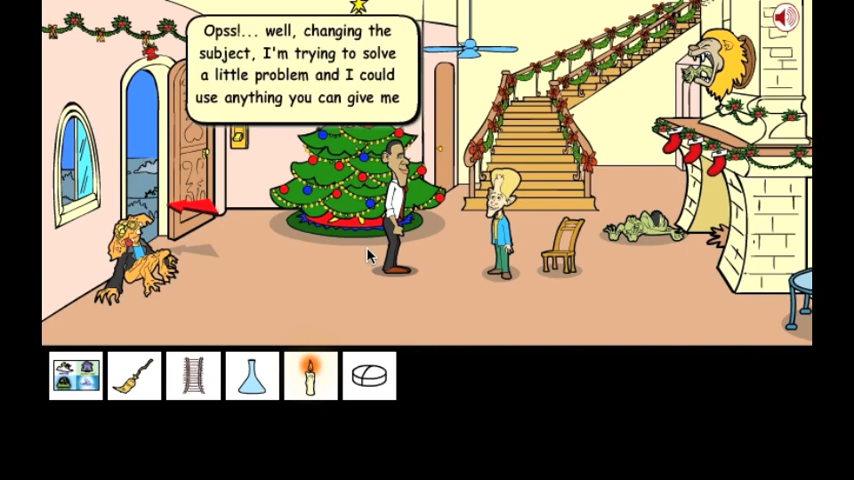 Opss!... well, changing the
subject, I'm trying to solve
a little problem and I could
use anything you can give me